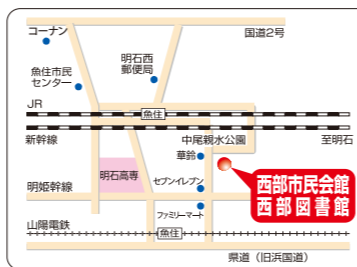 コーナン
国道2号
明石西
郵便局
魚住市民
センター
JR
魚住
新幹線
中尾親水公園
至明石
華鈴
明石高専
セブンイレブン
西部市民会館
西部図書館
明姫幹線
ファミリーマート
山陽電鉄
魚住
県道（旧浜国道）